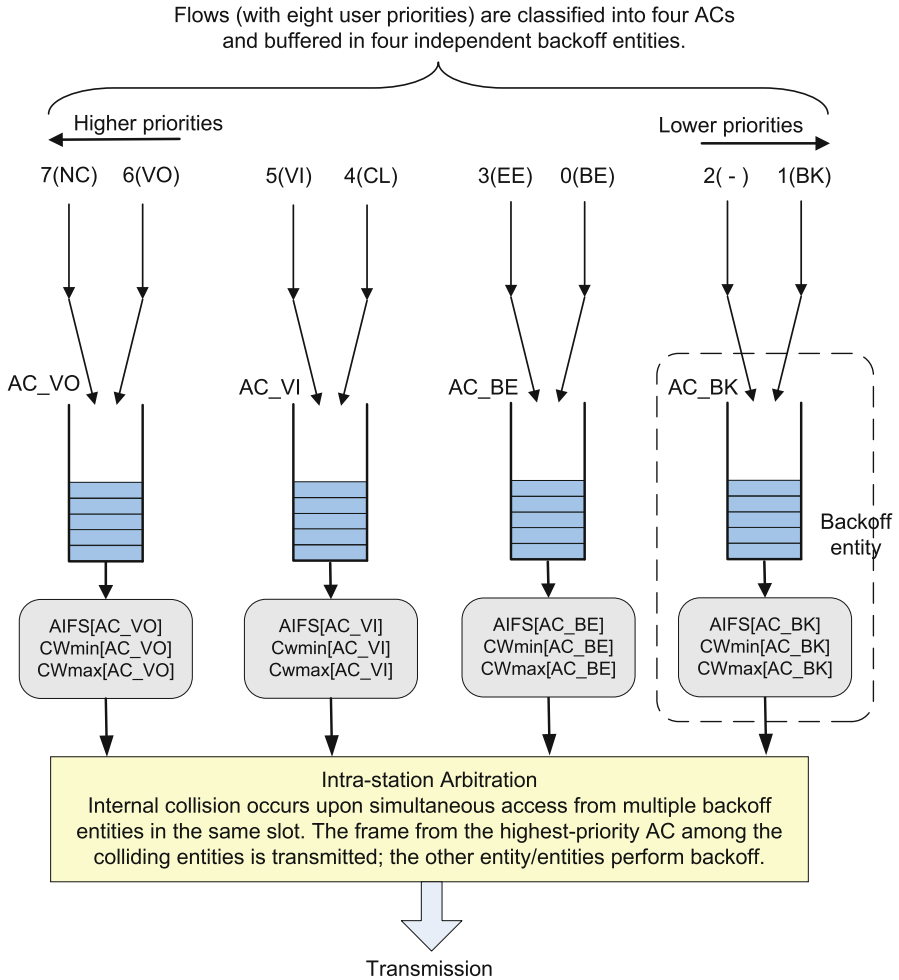 Flows (with eight user priorities) are classified into four ACs
and buffered in four independent backoff entities.
Higher priorities
Lower priorities
7(NC) 6(VO) 5(VI) 4(CL) 3(EE) 0(BE) 2( - ) 1(BK)
AC_VO AC_VI AC_BE AC_BK
Backoff
entity
AIFS[AC_VO]
CWmin[AC_VO]
CWmax[AC_VO]
AIFS[AC_VI]
Cwmin[AC_VI]
Cwmax[AC_VI]
AIFS[AC_BE]
CWmin[AC_BE]
CWmax[AC_BE]
AIFS[AC_BK]
CWmin[AC_BK]
CWmax[AC_BK]
Intra-station Arbitration
Internal collision occurs upon simultaneous access from multiple backoff
entities in the same slot. The frame from the highest-priority AC among the
colliding entities is transmitted; the other entity/entities perform backoff.
Transmission